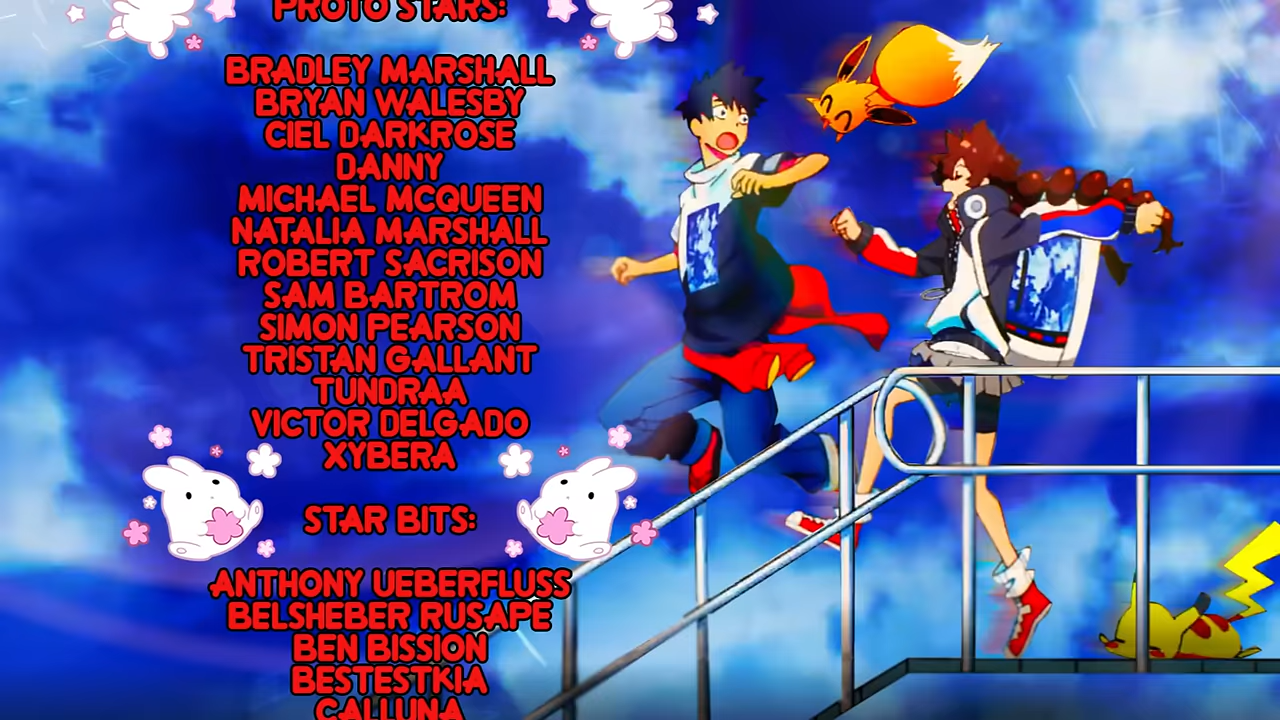 PROTO STARS:
BRADLEY MARSHALL
BRYAN WALESBY
CIEL DARKROSE
DANNY
MICHAEL MCQUEEN
NATALIA MARSHALL
ROBERT SACRISON
SAM BARTROM
SIMON PEARSON
TRISTAN GALLANT
TUNDRAA
VICTOR DELGADO
XYBERA
STAR BITS:
ANTHONY UEBERFLUSS
BELSHEBER RUSAPE
BEN BISSION
BESTESTKIA
CALLUNA